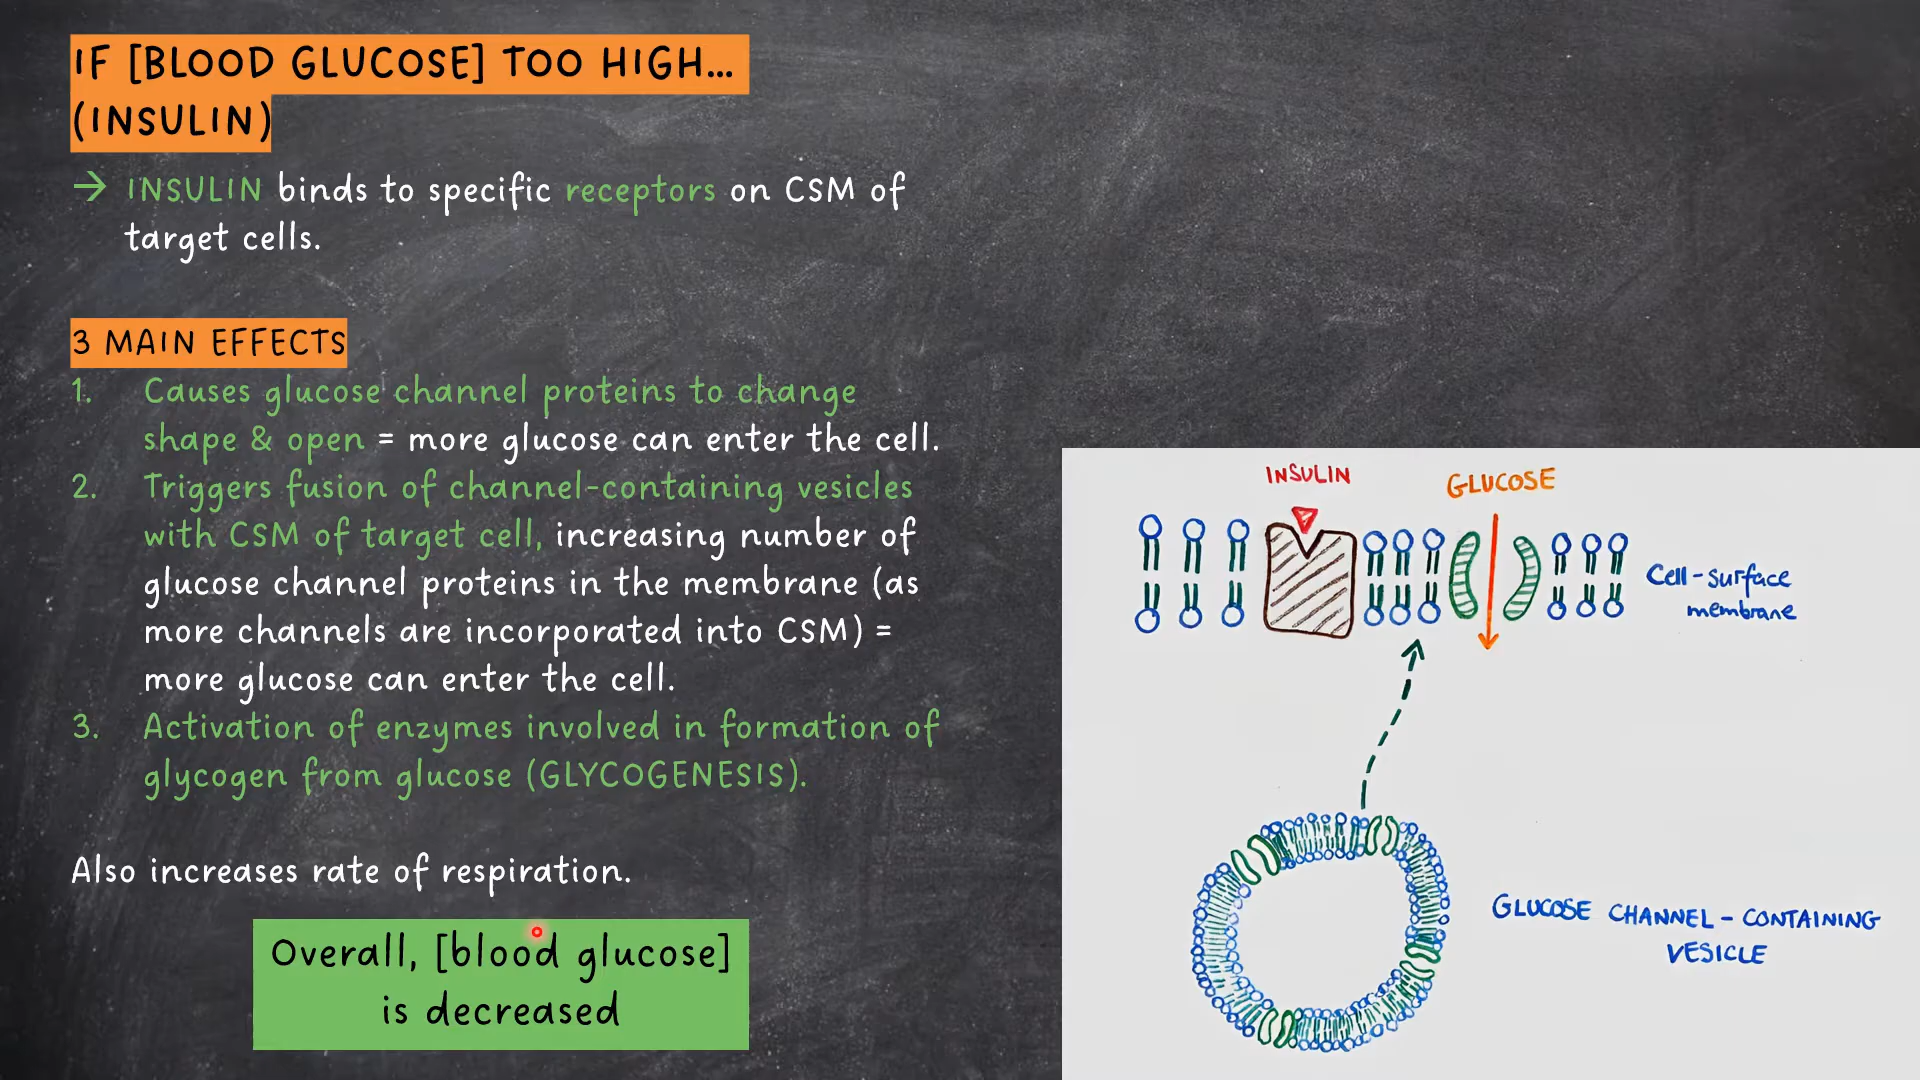 IF [BLOOD GLUCOSE] TOO HIGH...
(INSULIN)
→ INSULIN binds to specific receptors on CSM of
target cells.
3 MAIN EFFECTS
1. Causes glucose channel proteins to change
shape & open = more glucose can enter the cell.
2. Triggers fusion of channel-containing vesicles
with CSM of target cell, increasing number of
glucose channel proteins in the membrane (as
more channels are incorporated into CSM) =
more glucose can enter the cell.
3. Activation of enzymes involved in formation of
glycogen from glucose (GLYCOGENESIS).
Also increases rate of respiration.
Overall, [blood glucose]
is decreased
INSULIN
GLUCOSE
Cell-surface
membrane
GLUCOSE CHANNEL-CONTAINING
VESICLE